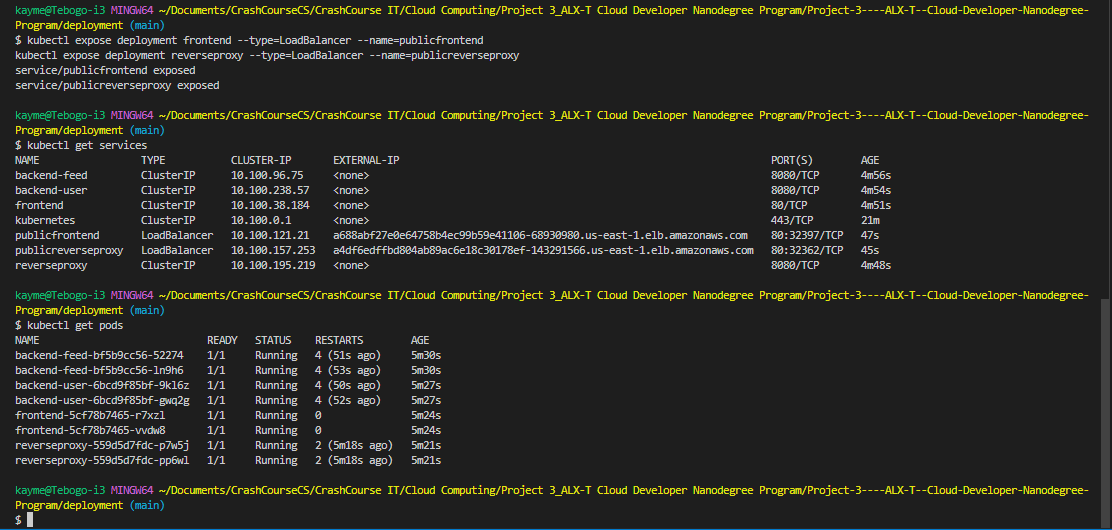 kayme@Tebogo-i3 MINGW64 ~/Documents/CrashCourseCS/CrashCourse IT/Cloud Computing/Project 3_ALX-T Cloud Developer Nanodegree Program/Project-3----ALX-T--Cloud-Developer-Nanodegree-
Program/deployment (main)
$ kubectl expose deployment frontend --type=LoadBalancer --name=publicfrontend
kubectl expose deployment reverseproxy --type=LoadBalancer --name=publicreverseproxy
service/publicfrontend exposed
service/publicreverseproxy exposed
kayme@Tebogo-i3 MINGW64 ~/Documents/CrashCourseCS/CrashCourse IT/Cloud Computing/Project 3_ALX-T Cloud Developer Nanodegree Program/Project-3----ALX-T--Cloud-Developer-Nanodegree-
Program/deployment (main)
$ kubectl get services
NAME TYPE CLUSTER-IP EXTERNAL-IP PORT(S) AGE
backend-feed ClusterIP 10.100.96.75 <none> 8080/TCP 4m56s
backend-user ClusterIP 10.100.238.57 <none> 8080/TCP 4m54s
frontend ClusterIP 10.100.38.184 <none> 80/TCP 4m51s
kubernetes ClusterIP 10.100.0.1 <none> 443/TCP 21m
publicfrontend LoadBalancer 10.100.121.21 a688abf27e0e64758b4ec99b59e41106-68930980.us-east-1.elb.amazonaws.com 80:32397/TCP 47s
publicreverseproxy LoadBalancer 10.100.157.253 a4df6edffbd804ab89ac6e18c30178ef-143291566.us-east-1.elb.amazonaws.com 80:32362/TCP 45s
reverseproxy ClusterIP 10.100.195.219 <none> 8080/TCP 4m48s
kayme@Tebogo-i3 MINGW64 ~/Documents/CrashCourseCS/CrashCourse IT/Cloud Computing/Project 3_ALX-T Cloud Developer Nanodegree Program/Project-3----ALX-T--Cloud-Developer-Nanodegree-
Program/deployment (main)
$ kubectl get pods
NAME READY STATUS RESTARTS AGE
backend-feed-bf5b9cc56-52274 1/1 Running 4 (51s ago) 5m30s
backend-feed-bf5b9cc56-ln9h6 1/1 Running 4 (53s ago) 5m30s
backend-user-6bcd9f85bf-9kl6z 1/1 Running 4 (50s ago) 5m27s
backend-user-6bcd9f85bf-gwq2g 1/1 Running 4 (52s ago) 5m27s
frontend-5cf78b7465-r7xzl 1/1 Running 0 5m24s
frontend-5cf78b7465-vvdw8 1/1 Running 0 5m24s
reverseproxy-559d5d7fdc-p7w5j 1/1 Running 2 (5m18s ago) 5m21s
reverseproxy-559d5d7fdc-pp6wl 1/1 Running 2 (5m18s ago) 5m21s
kayme@Tebogo-i3 MINGW64 ~/Documents/CrashCourseCS/CrashCourse IT/Cloud Computing/Project 3_ALX-T Cloud Developer Nanodegree Program/Project-3----ALX-T--Cloud-Developer-Nanodegree-
Program/deployment (main)
$